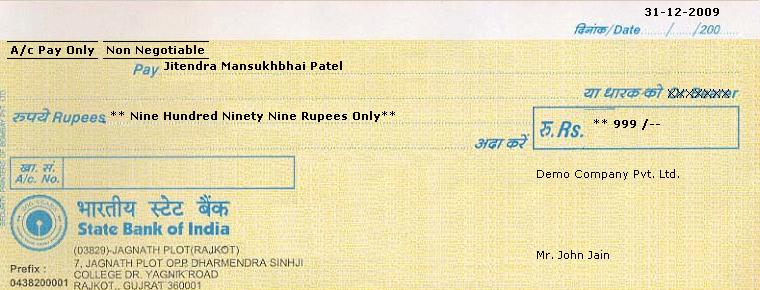 31-12-2009
दिनांक/Date ......./......./200......
A/c Pay Only Non Negotiable
Pay Jitendra Mansukhbhai Patel
या धारक को Or Bearer
रुपये Rupees ** Nine Hundred Ninety Nine Rupees Only**
अदा करें रु. Rs. ** 999 /--
खा. सं.
A/c. No.
Demo Company Pvt. Ltd.
भारतीय स्टेट बैंक
State Bank of India
(03829)-JAGNATH PLOT(RAJKOT)
7, JAGNATH PLOT OPP. DHARMENDRA SINHJI
COLLEGE DR. YAGNIK ROAD
RAJKOT., GUJRAT 360001
Prefix :
0438200001
Mr. John Jain